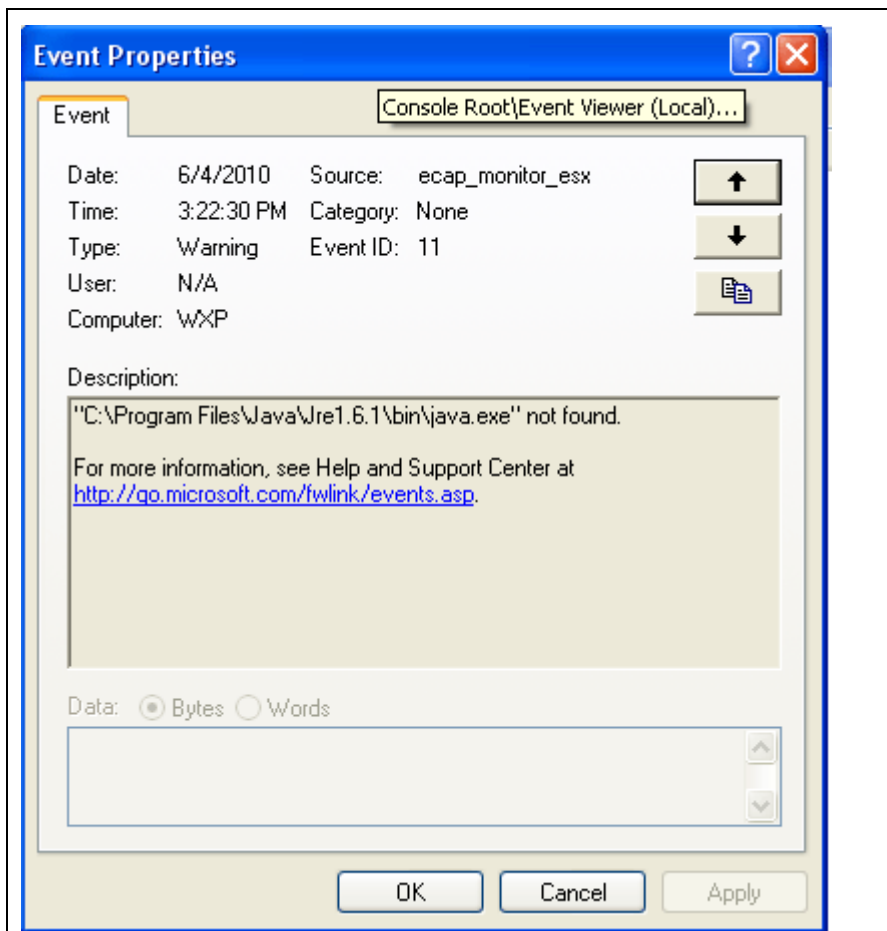 Event Properties
Console Root\Event Viewer (Local)...
Event
Date: 6/4/2010 Source: ecap_monitor_esx
Time: 3:22:30 PM Category: None
Type: Warning Event ID: 11
User: N/A
Computer: WXP
Description:
"C:\Program Files\Java\Jre1.6.1\bin\java.exe" not found.
For more information, see Help and Support Center at
http://go.microsoft.com/fwlink/events.asp.
Data: Bytes Words
OK Cancel Apply